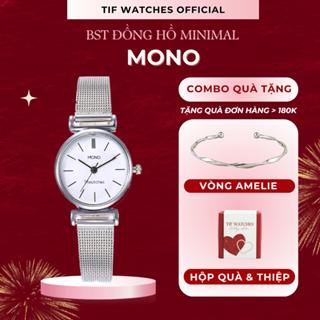 TIF WATCHES OFFICIAL
BST ĐỒNG HỒ MINIMAL
MONO
COMBO QUÀ TẶNG
TẶNG QUÀ ĐƠN HÀNG > 180K
MONO
VÒNG AMELIE
TIF WATCHES
HỘP QUÀ & THIỆP